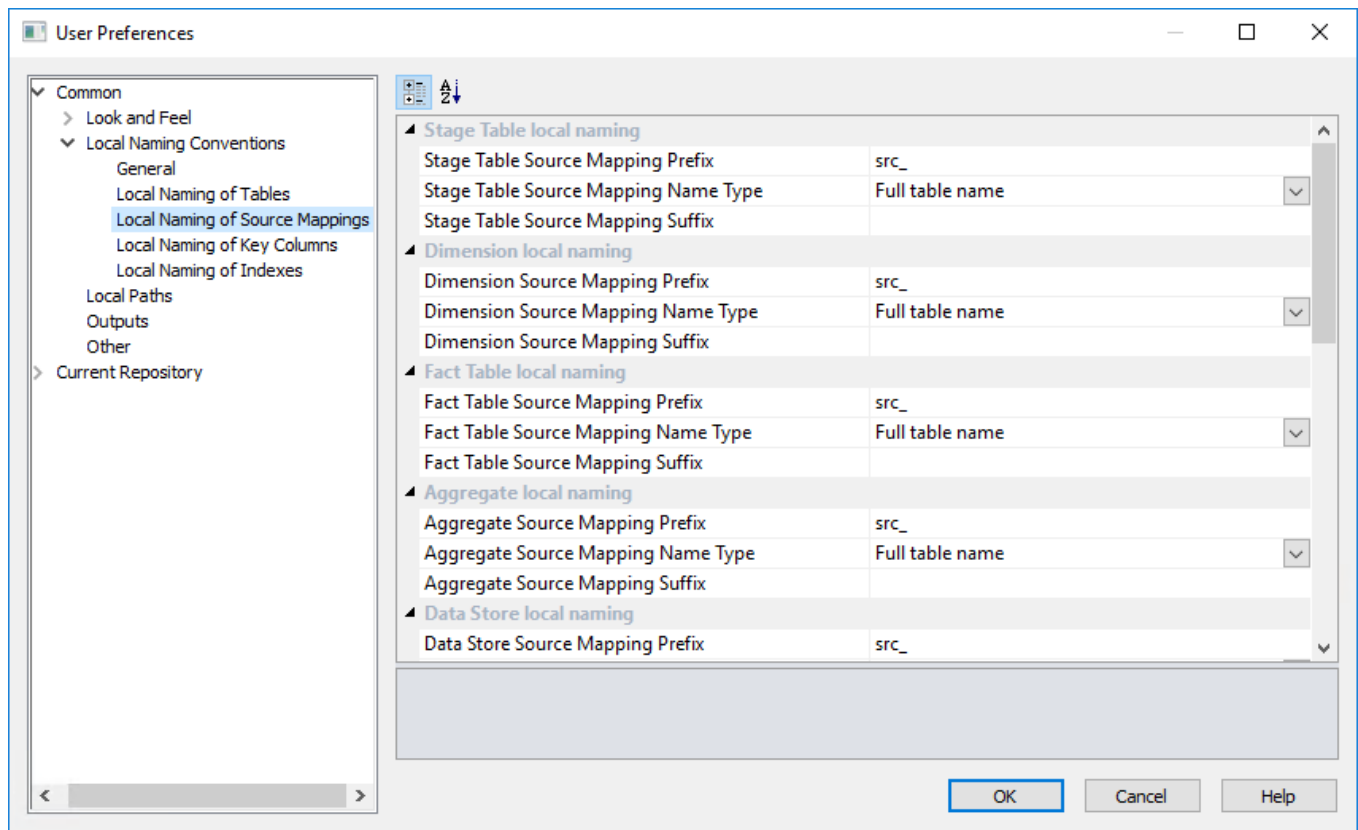 User Preferences
Common
Look and Feel
Local Naming Conventions
General
Local Naming of Tables
Local Naming of Source Mappings
Local Naming of Key Columns
Local Naming of Indexes
Local Paths
Outputs
Other
Current Repository
A
Z
Stage Table local naming
Stage Table Source Mapping Prefix src_
Stage Table Source Mapping Name Type Full table name
Stage Table Source Mapping Suffix
Dimension local naming
Dimension Source Mapping Prefix src_
Dimension Source Mapping Name Type Full table name
Dimension Source Mapping Suffix
Fact Table local naming
Fact Table Source Mapping Prefix src_
Fact Table Source Mapping Name Type Full table name
Fact Table Source Mapping Suffix
Aggregate local naming
Aggregate Source Mapping Prefix src_
Aggregate Source Mapping Name Type Full table name
Aggregate Source Mapping Suffix
Data Store local naming
Data Store Source Mapping Prefix src_
OK Cancel Help